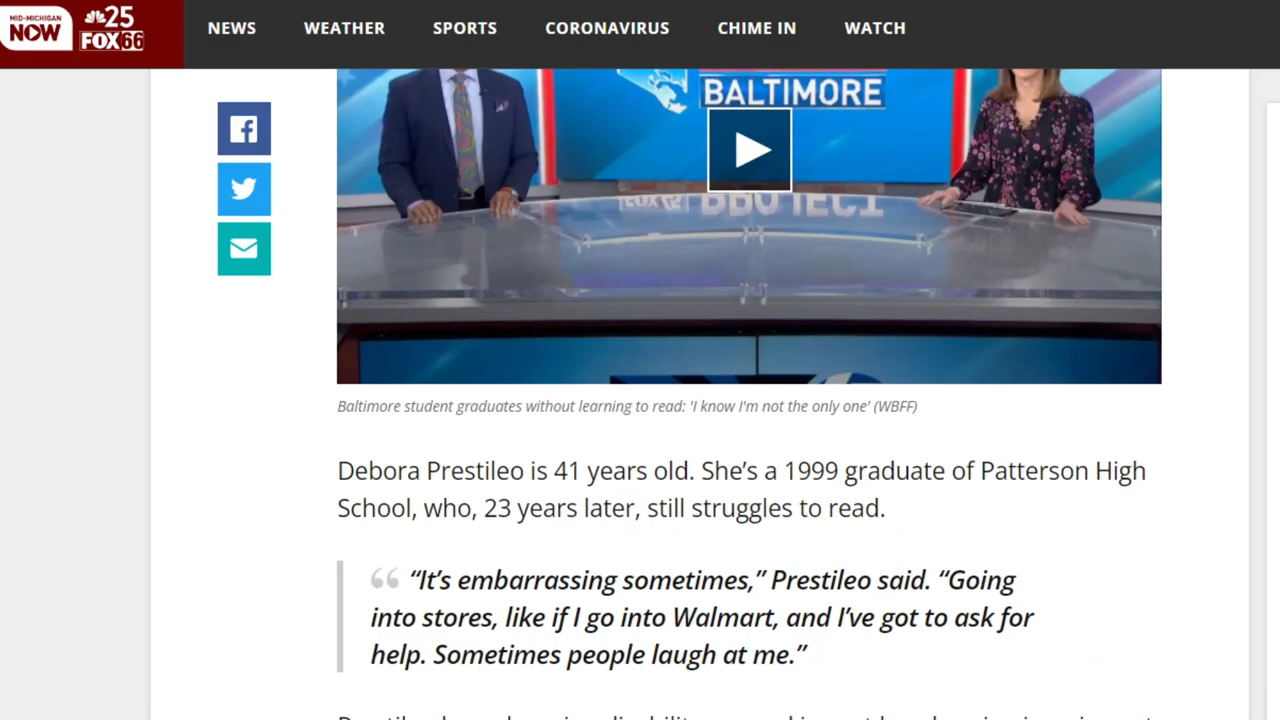 MID-MICHIGAN
NOW
25
FOX 66
NEWS
WEATHER
SPORTS
CORONAVIRUS
CHIME IN
WATCH
BALTIMORE
Baltimore student graduates without learning to read: 'I know I'm not the only one' (WBFF)
Debora Prestileo is 41 years old. She’s a 1999 graduate of Patterson High
School, who, 23 years later, still struggles to read.
“It’s embarrassing sometimes,” Prestileo said. “Going
into stores, like if I go into Walmart, and I’ve got to ask for
help. Sometimes people laugh at me.”